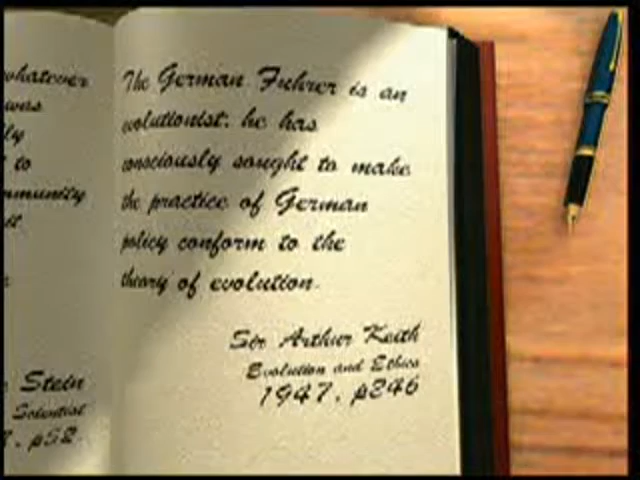 whatever
was
ly
to
mmunity
it
Stein
Scientist
p52.
The German Fuhrer is an
evolutionist; he has
consciously sought to make
the practice of German
policy conform to the
theory of evolution.
Sir Arthur Keith
Evolution and Ethics
1947, p246